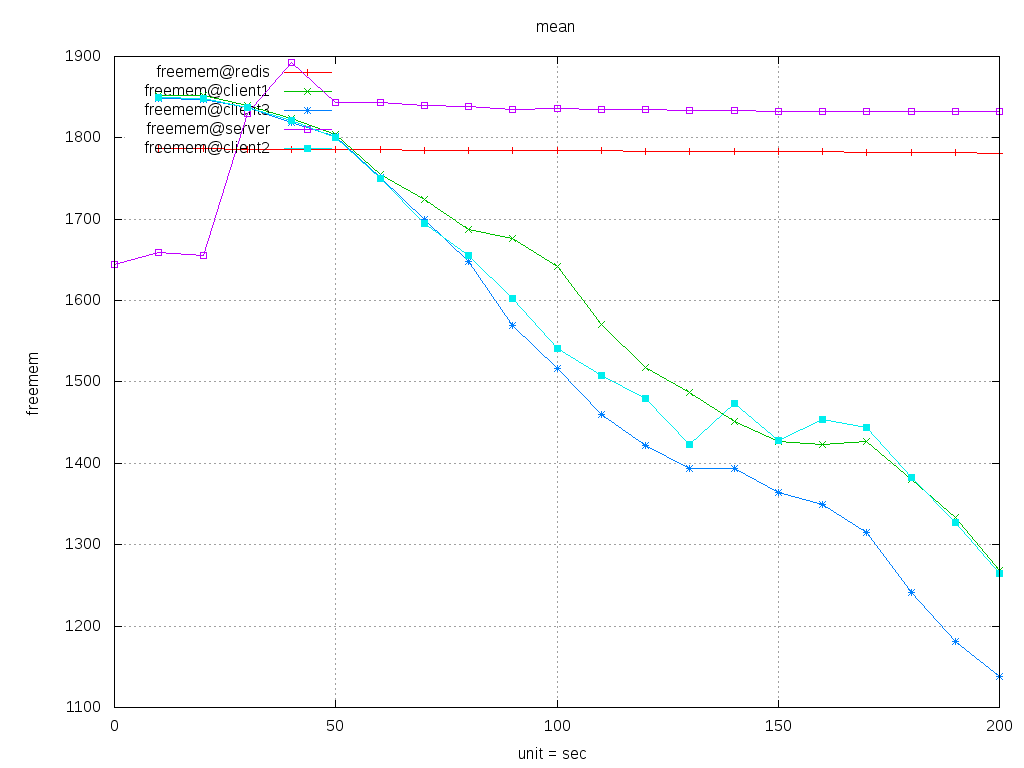 mean
1900
1800
1700
1600
1500
1400
1300
1200
1100
freemem
freemem@redis
freemem@client1
freemem@client3
freemem@server
freemem@client2
0
50
100
150
200
unit = sec